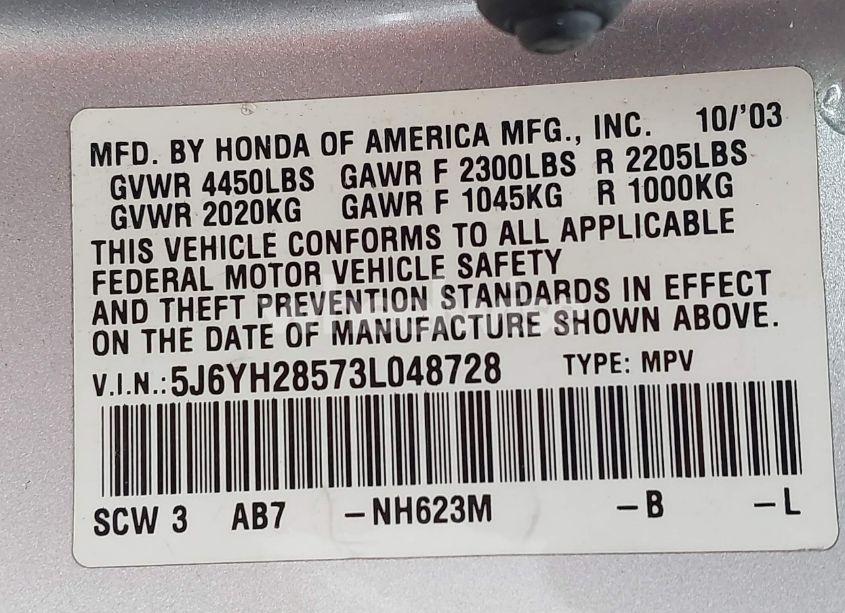 MFD. BY HONDA OF AMERICA MFG., INC. 10/'03
GVWR 4450LBS GAWR F 2300LBS R 2205LBS
GVWR 2020KG GAWR F 1045KG R 1000KG
THIS VEHICLE CONFORMS TO ALL APPLICABLE
FEDERAL MOTOR VEHICLE SAFETY
AND THEFT PREVENTION STANDARDS IN EFFECT
ON THE DATE OF MANUFACTURE SHOWN ABOVE.
V.I.N.:5J6YH28573L048728 TYPE: MPV
SCW 3 AB7 -NH623M -B -L